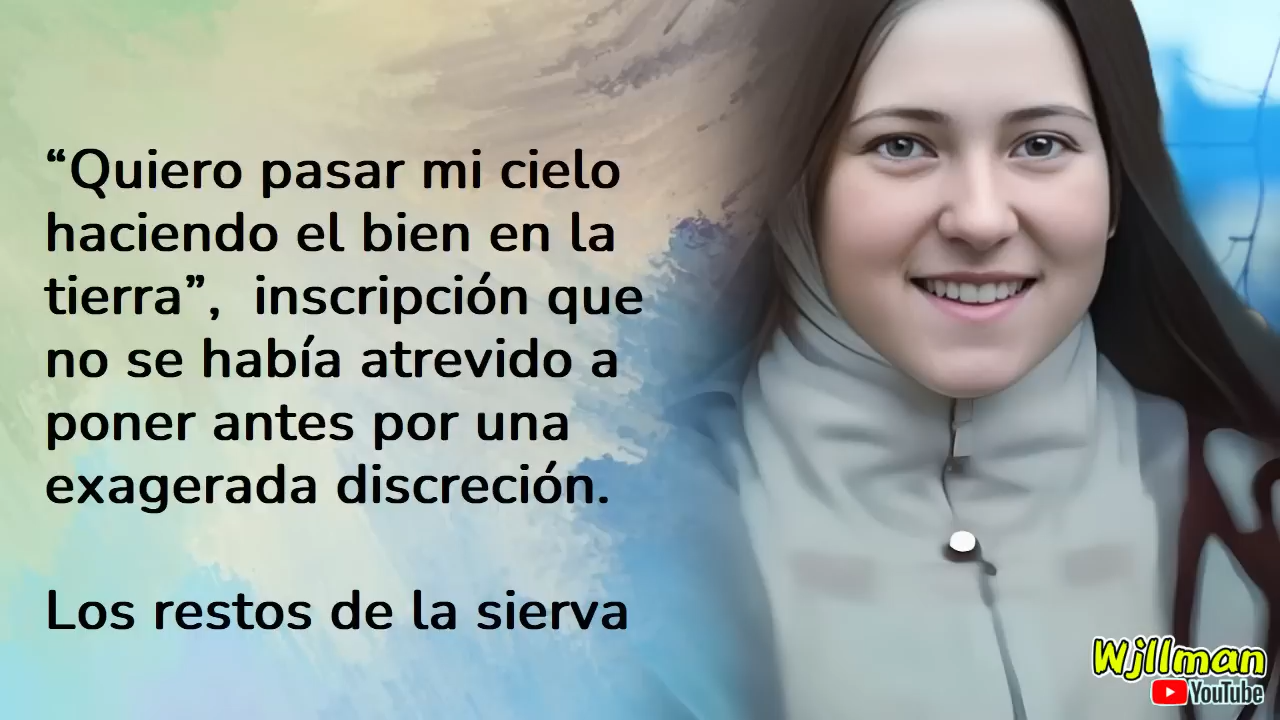 “Quiero pasar mi cielo
haciendo el bien en la
tierra”,  inscripción que
no se había atrevido a
poner antes por una
exagerada discreción.
Los restos de la sierva
Wjllman
YouTube